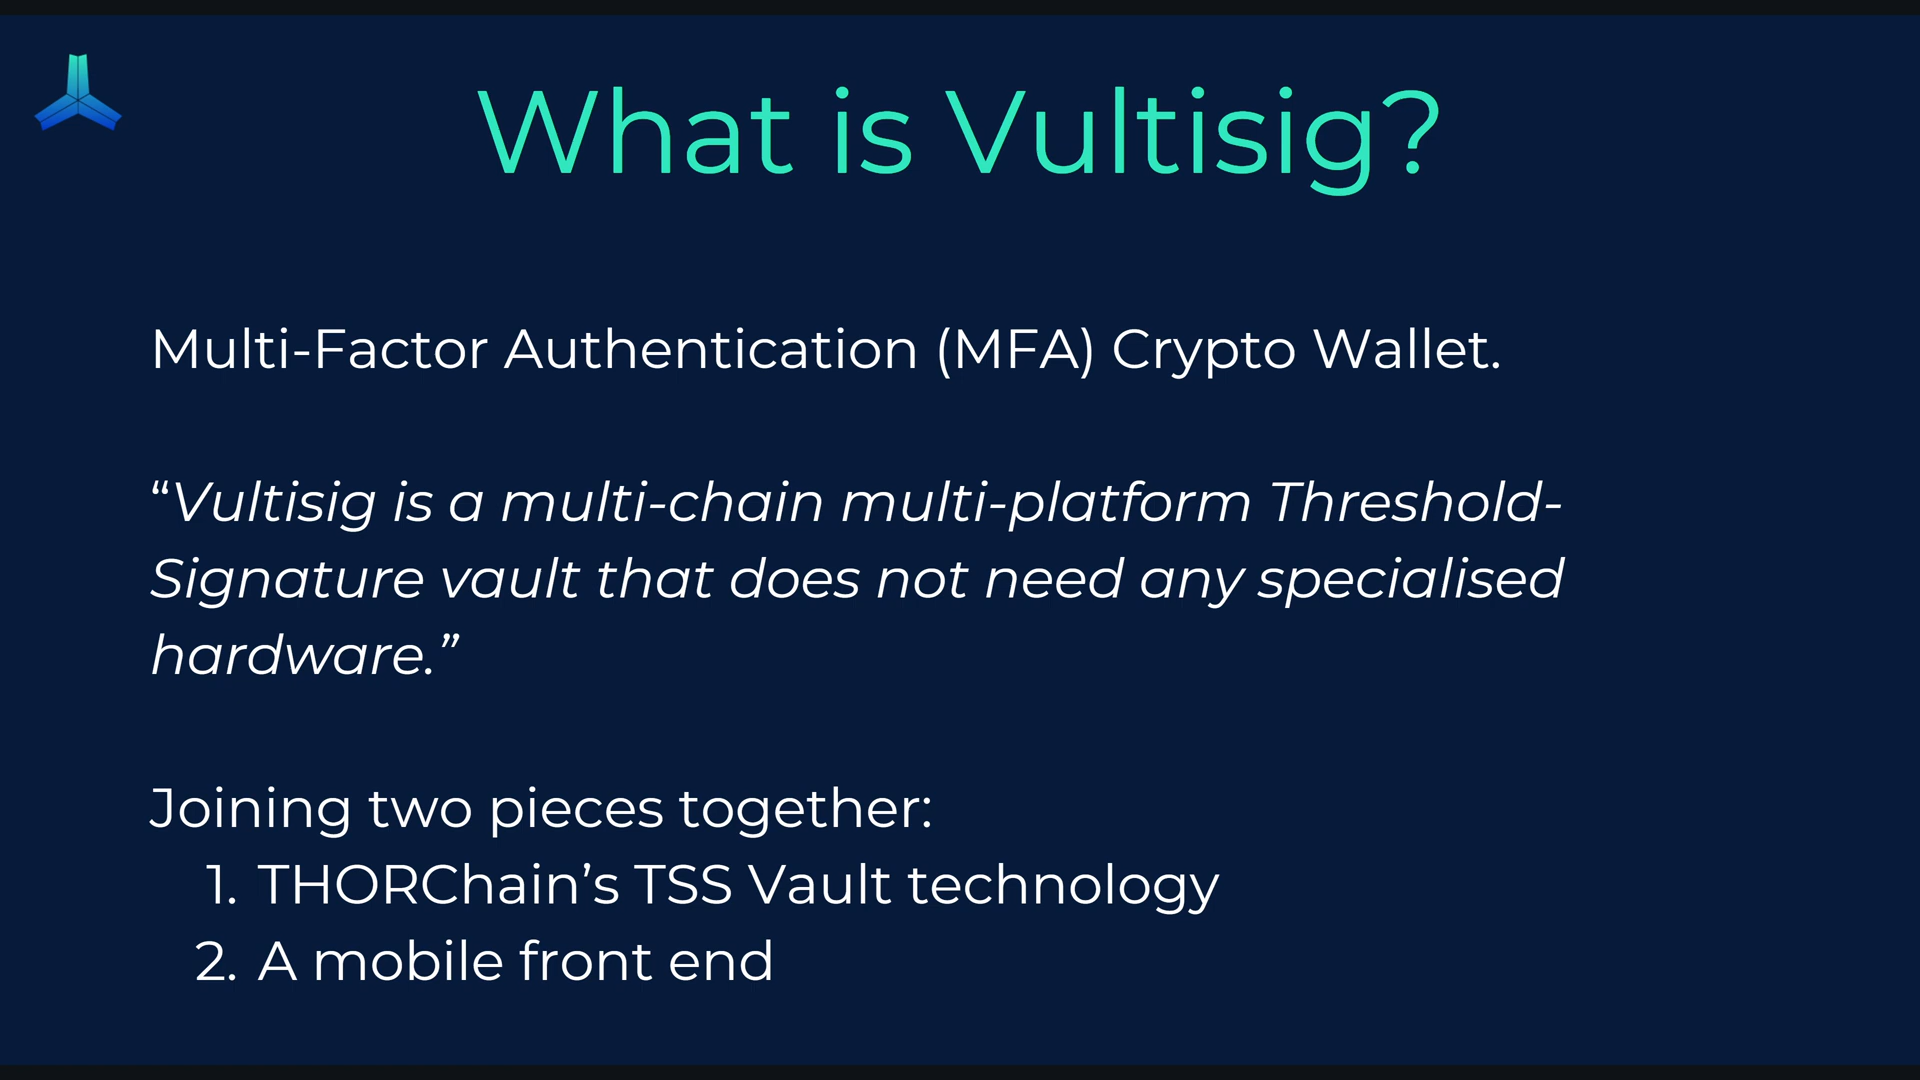 What is Vultisig?
Multi-Factor Authentication (MFA) Crypto Wallet.
“Vultisig is a multi-chain multi-platform Threshold-
Signature vault that does not need any specialised
hardware.”
Joining two pieces together:
1. THORChain’s TSS Vault technology
2. A mobile front end